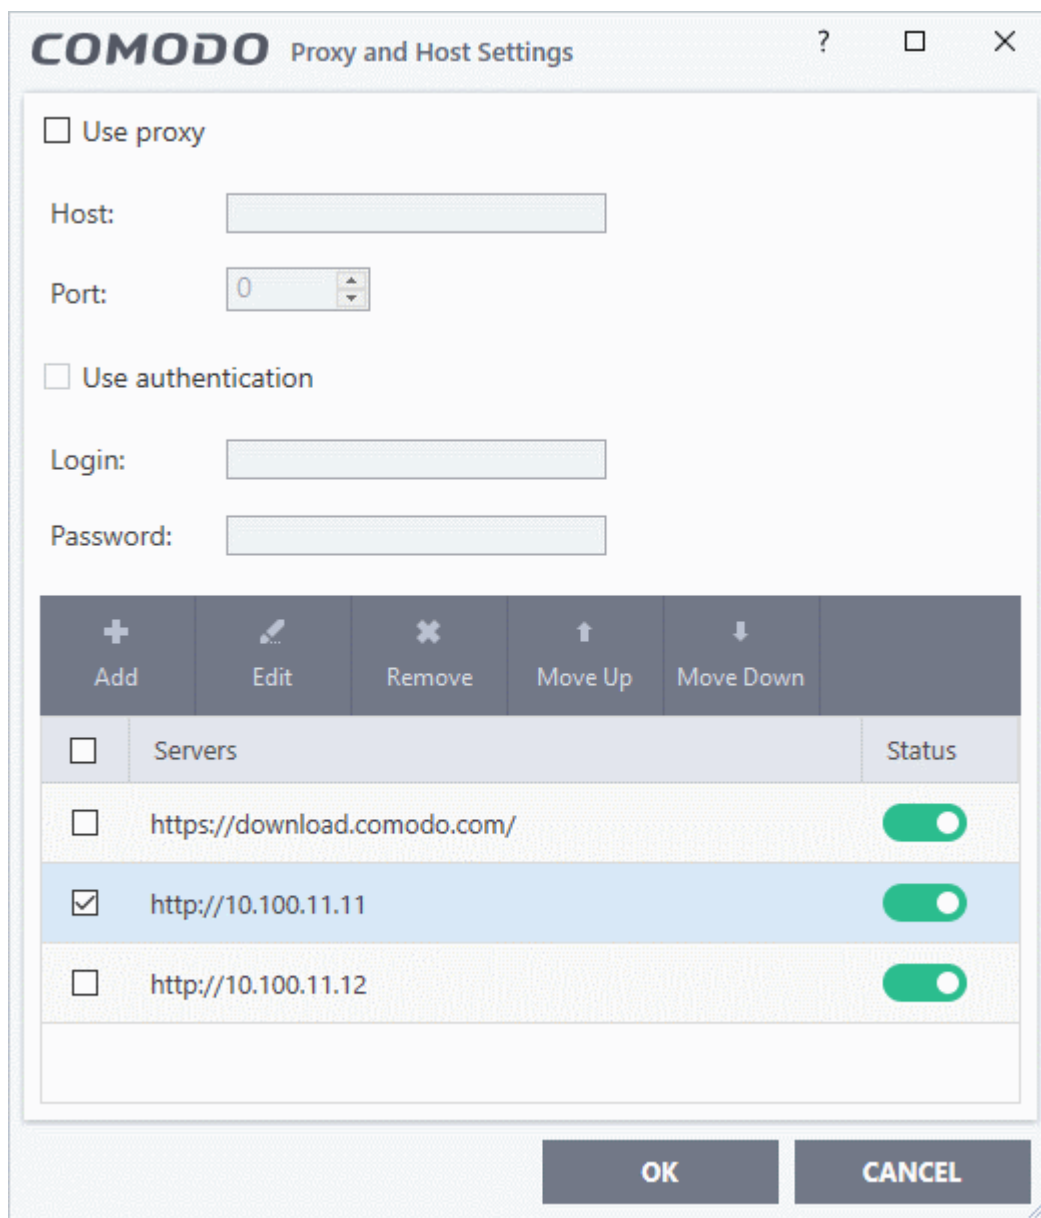 COMODO Proxy and Host Settings ?
Use proxy
Host:
Port: 0
Use authentication
Login:
Password:
Add Edit Remove Move Up Move Down
Servers Status
https://download.comodo.com/
http://10.100.11.11
http://10.100.11.12
OK CANCEL